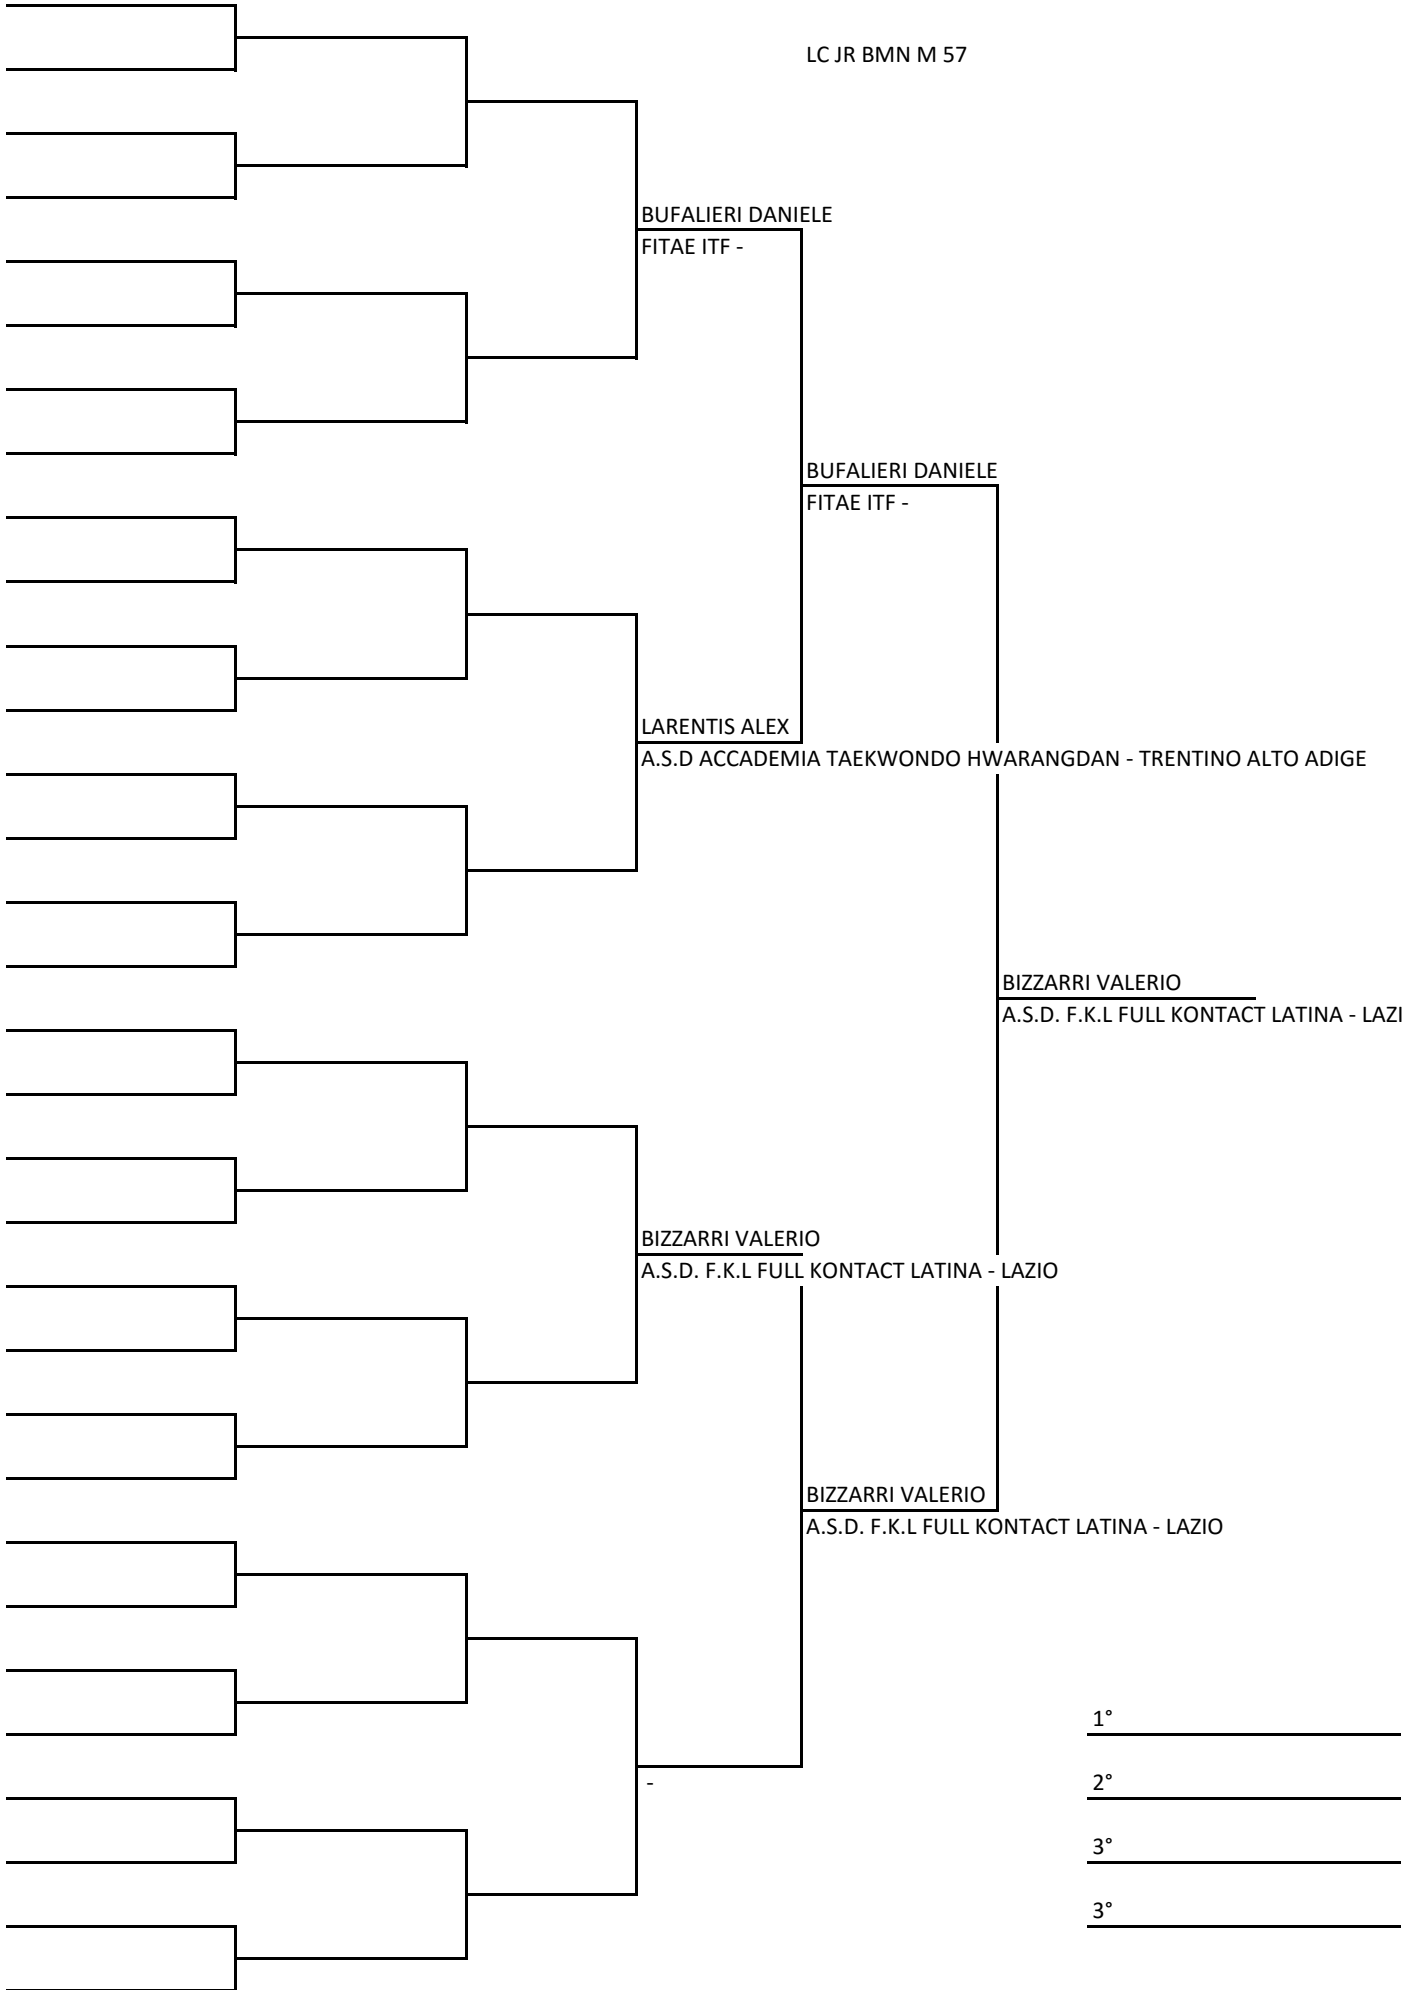 LC JR BMN M 57
BUFALIERI DANIELE
FITAE ITF -
BUFALIERI DANIELE
FITAE ITF -
LARENTIS ALEX
A.S.D ACCADEMIA TAEKWONDO HWARANGDAN - TRENTINO ALTO ADIGE
BIZZARRI VALERIO
A.S.D. F.K.L FULL KONTACT LATINA - LAZI
BIZZARRI VALERIO
A.S.D. F.K.L FULL KONTACT LATINA - LAZIO
BIZZARRI VALERIO
A.S.D. F.K.L FULL KONTACT LATINA - LAZIO
1°
-
2°
3°
3°